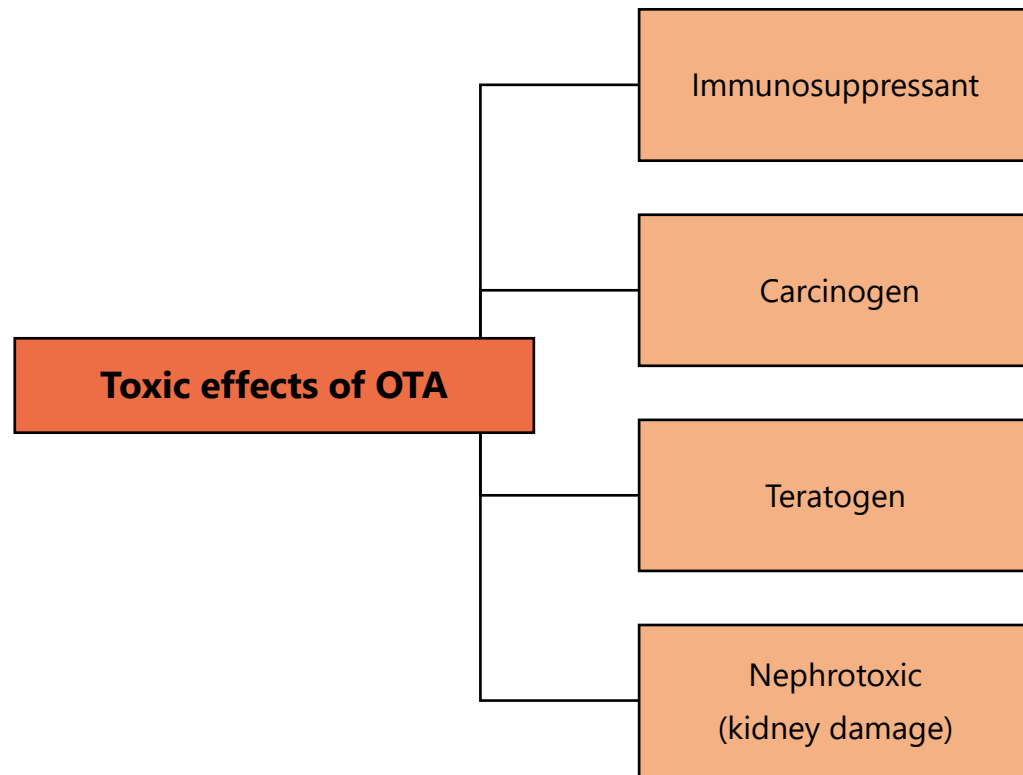 Immunosuppressant
Carcinogen
Toxic effects of OTA
Teratogen
Nephrotoxic
(kidney damage)